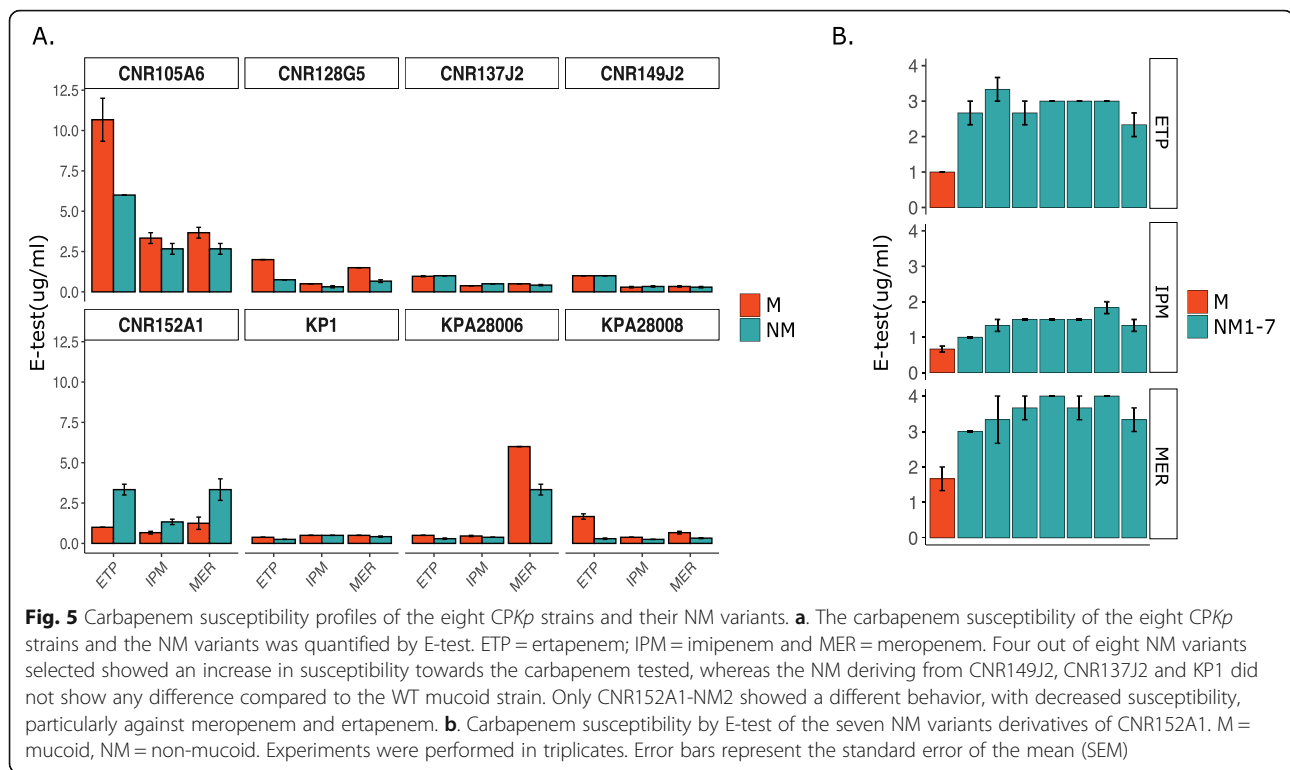 A.
CNR105A6 CNR128G5 CNR137J2 CNR149J2
12.5
10.0
7.5
5.0
2.5
0.0
CNR152A1 KP1 KPA28006 KPA28008
12.5
10.0
7.5
5.0
2.5
0.0
E-test(ug/ml)
ETP IPM MER ETP IPM MER ETP IPM MER ETP IPM MER
M
NM
B.
4
3
2
1
0
ETP
4
3
2
1
0
IPM
4
3
2
1
0
MER
E-test(ug/ml)
M
NM1-7
Fig. 5 Carbapenem susceptibility profiles of the eight CPKp strains and their NM variants. a. The carbapenem susceptibility of the eight CPKp
strains and the NM variants was quantified by E-test. ETP = ertapenem; IPM = imipenem and MER = meropenem. Four out of eight NM variants
selected showed an increase in susceptibility towards the carbapenem tested, whereas the NM deriving from CNR149J2, CNR137J2 and KP1 did
not show any difference compared to the WT mucoid strain. Only CNR152A1-NM2 showed a different behavior, with decreased susceptibility,
particularly against meropenem and ertapenem. b. Carbapenem susceptibility by E-test of the seven NM variants derivatives of CNR152A1. M =
mucoid, NM = non-mucoid. Experiments were performed in triplicates. Error bars represent the standard error of the mean (SEM)